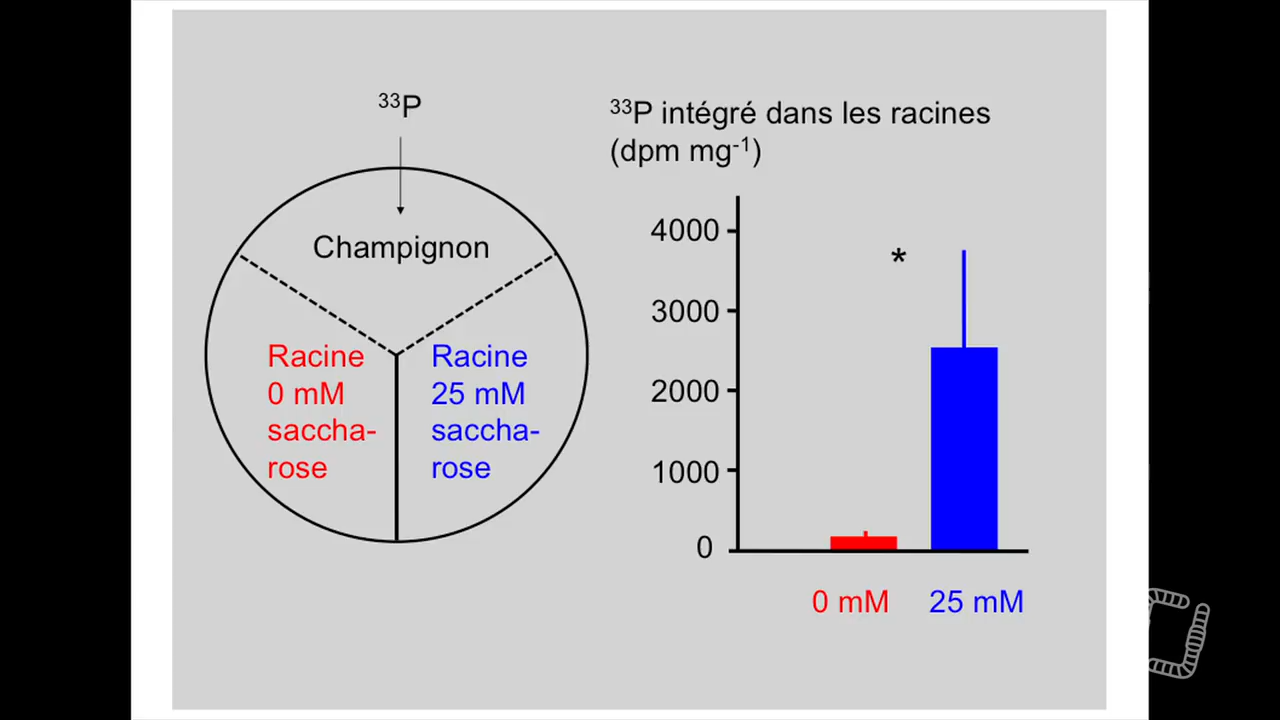 ³³P
Champignon
Racine
0 mM
saccha-
rose
Racine
25 mM
saccha-
rose
³³P intégré dans les racines
(dpm mg⁻¹)
4000
3000
2000
1000
0
*
0 mM
25 mM